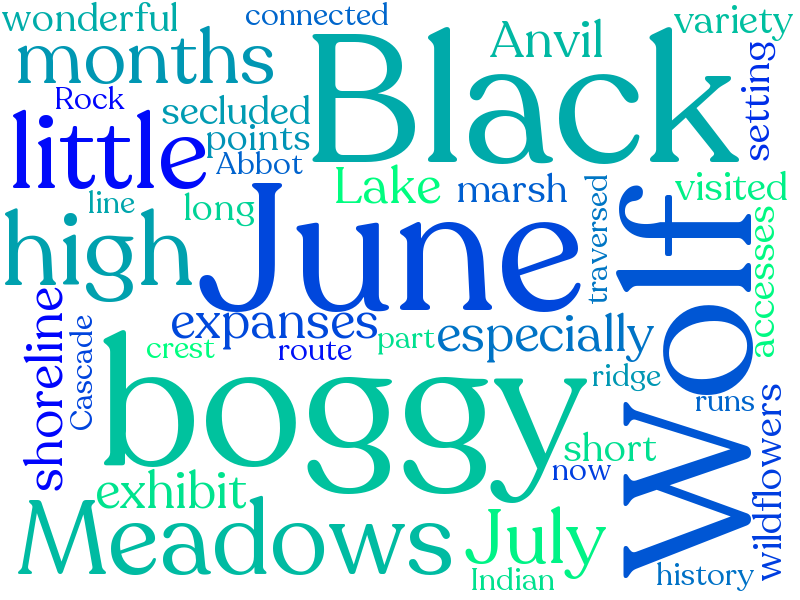 wonderful
connected
variety
months
Black
Anvil
setting
Rock
secluded
little
points
Abbot
Lake
marsh
visited
line
long
traversed
high
June
Wolf
accesses
shoreline
expanses
especially
Cascade
crest
route
part
ridge
runs
boggy
short
now
wildflowers
exhibit
Meadows
July
Indian
history